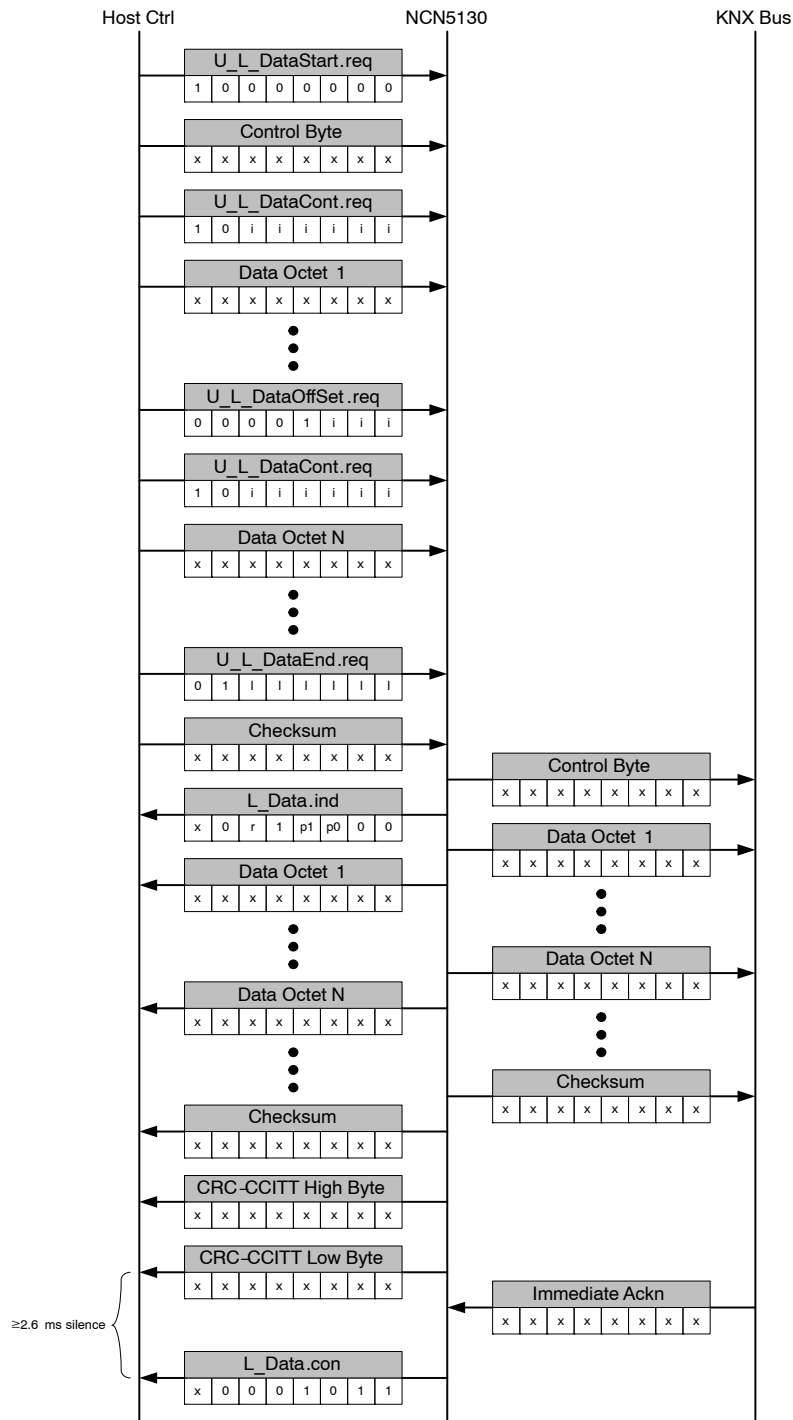 Host Ctrl NCN5130 KNX Bus
U_L_DataStart.req
1 0 0 0 0 0 0 0
Control Byte
x x x x x x x x
U_L_DataCont.req
1 0 i i i i i i
Data Octet 1
x x x x x x x x
U_L_DataOffSet.req
0 0 0 0 1 i i i
U_L_DataCont.req
1 0 i i i i i i
Data Octet N
x x x x x x x x
U_L_DataEnd.req
0 1 l l l l l l
Checksum
x x x x x x x x
Control Byte
x x x x x x x x
L_Data.ind
x 0 r 1 p1 p0 0 0
Data Octet 1
x x x x x x x x
Data Octet 1
x x x x x x x x
Data Octet N
x x x x x x x x
Data Octet N
x x x x x x x x
Checksum
x x x x x x x x
Checksum
x x x x x x x x
CRC-CCITT High Byte
x x x x x x x x
CRC-CCITT Low Byte
x x x x x x x x
Immediate Ackn
x x x x x x x x
≥2.6 ms silence
L_Data.con
x 0 0 0 1 0 1 1